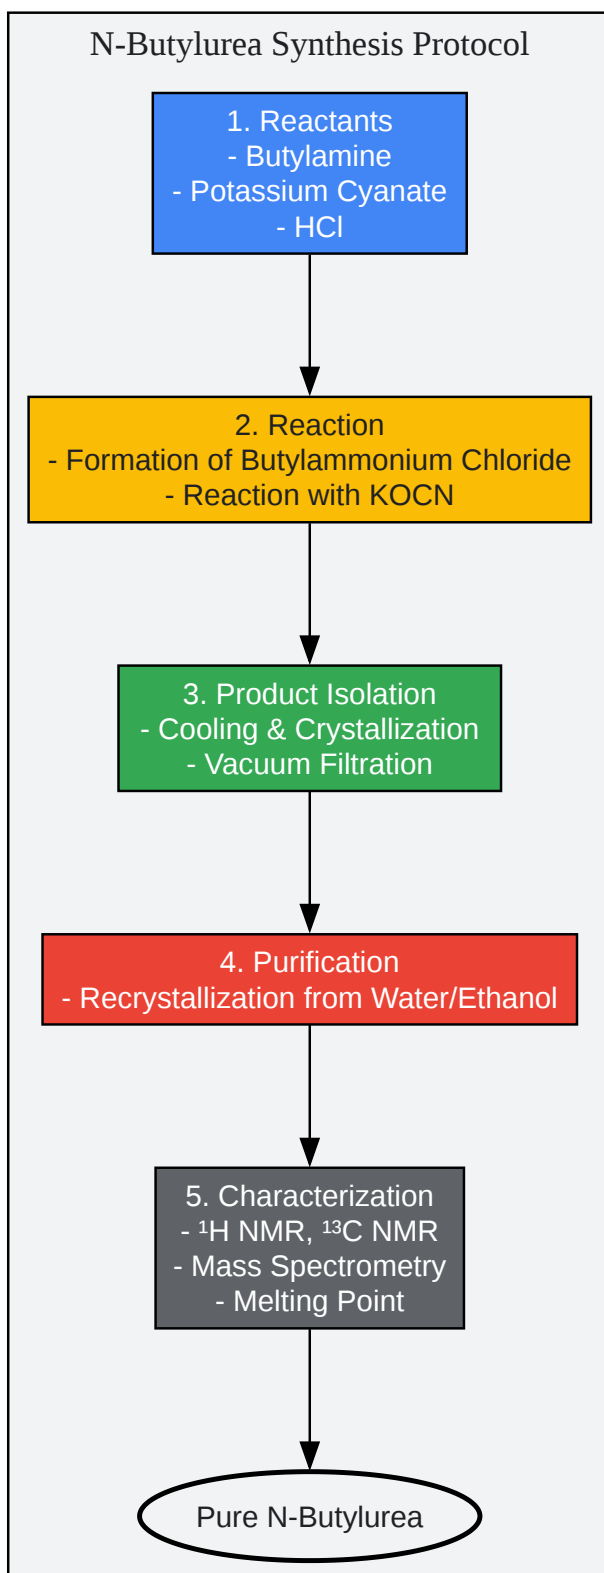 N-Butylurea Synthesis Protocol
1. Reactants
- Butylamine
- Potassium Cyanate
- HCl
2. Reaction
- Formation of Butylammonium Chloride
- Reaction with KOCN
3. Product Isolation
- Cooling & Crystallization
- Vacuum Filtration
4. Purification
- Recrystallization from Water/Ethanol
5. Characterization
- ¹H NMR, ¹³C NMR
- Mass Spectrometry
- Melting Point
Pure N-Butylurea